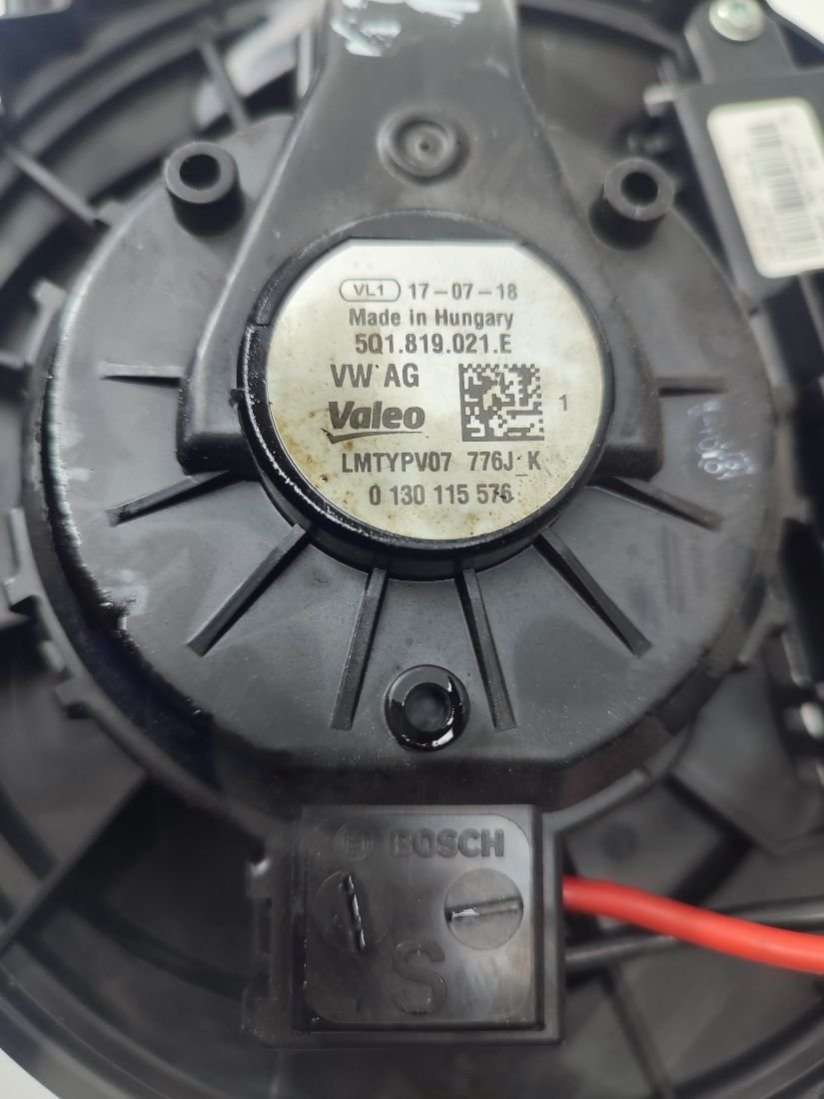 VL1 17-07-18
Made in Hungary
5Q1.819.021.E
VW AG
Valeo
1
LMTYPV07 776J_K
0 130 115 576
BOSCH
S